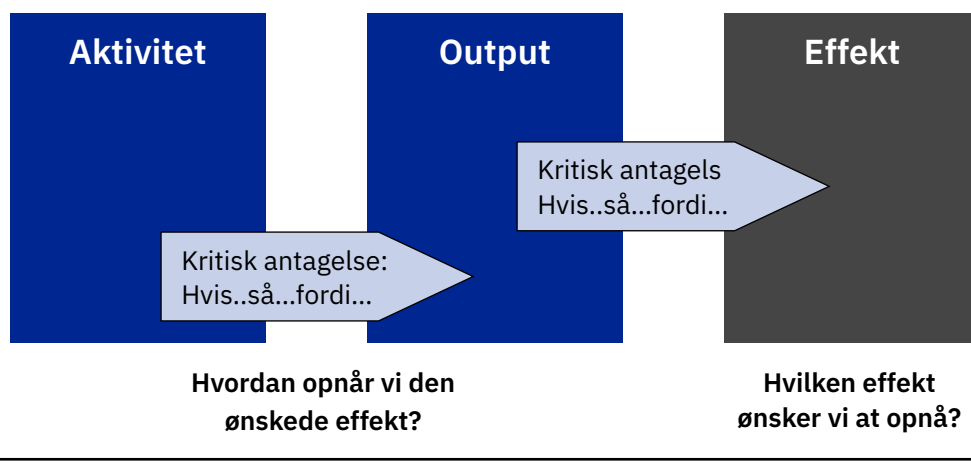 Aktivitet
Output
Effekt
Kritisk antagels
Hvis..så...fordi...
Kritisk antagelse:
Hvis..så...fordi...
Hvordan opnår vi den
ønskede effekt?
Hvilken effekt
ønsker vi at opnå?